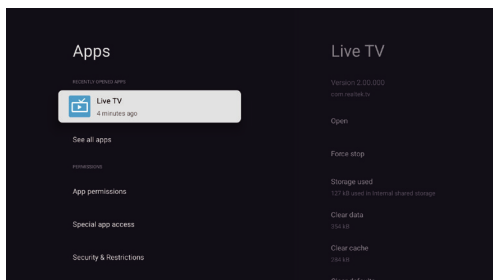 Apps
RECENTLY OPENED APPS
Live TV
4 minutes ago
See all apps
PERMISSIONS
App permissions
Special app access
Security & Restrictions
Live TV
Version 2.00.000
com.realtek.tv
Open
Force stop
Storage used
127 kB used in Internal shared storage
Clear data
354 kB
Clear cache